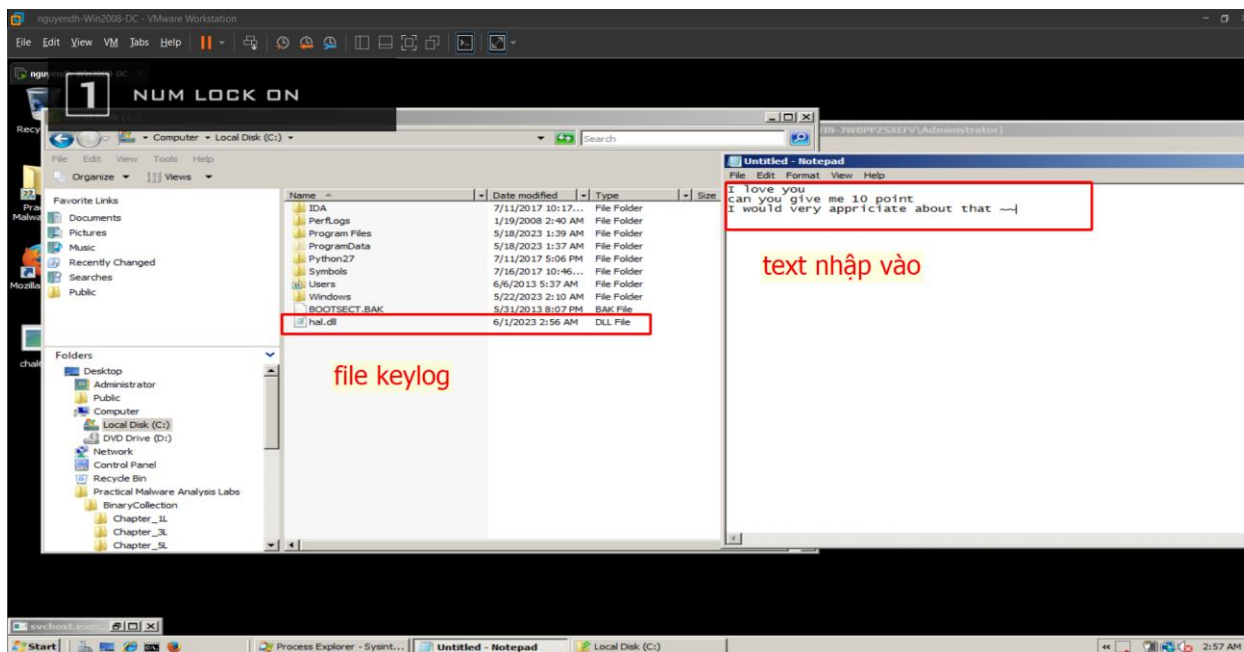 nguyendh-Win2008-DC - VMware Workstation
File Edit View VM Tabs Help
1 NUM LOCK ON
Computer Local Disk (C:) Search
File Edit View Tools Help
Organize Views
Favorite Links
Documents
Pictures
Music
Recently Changed
Searches
Public
Folders
Desktop
Administrator
Public
Computer
Local Disk (C:)
DVD Drive (D:)
Network
Control Panel
Recycle Bin
Practical Malware Analysis Labs
BinaryCollection
Chapter_1L
Chapter_3L
Chapter_5L
Name Date modified Type Size
IDA 7/11/2017 10:17... File Folder
PerfLogs 1/19/2008 2:40 AM File Folder
Program Files 5/18/2023 1:39 AM File Folder
ProgramData 5/18/2023 1:37 AM File Folder
Python27 7/11/2017 5:06 PM File Folder
Symbols 7/16/2017 10:46... File Folder
Users 6/6/2013 5:37 AM File Folder
Windows 5/22/2023 2:10 AM File Folder
BOOTSECT.BAK 5/31/2013 8:07 PM BAK File
hal.dll 6/1/2023 2:56 AM DLL File
file keylog
\Administrator]
Untitled - Notepad
File Edit Format View Help
I love you
can you give me 10 point
I would very appriciate about that ~~
text nhập vào
svchost.exe
Start Process Explorer - Sysint... Untitled - Notepad Local Disk (C:) 2:57 AM